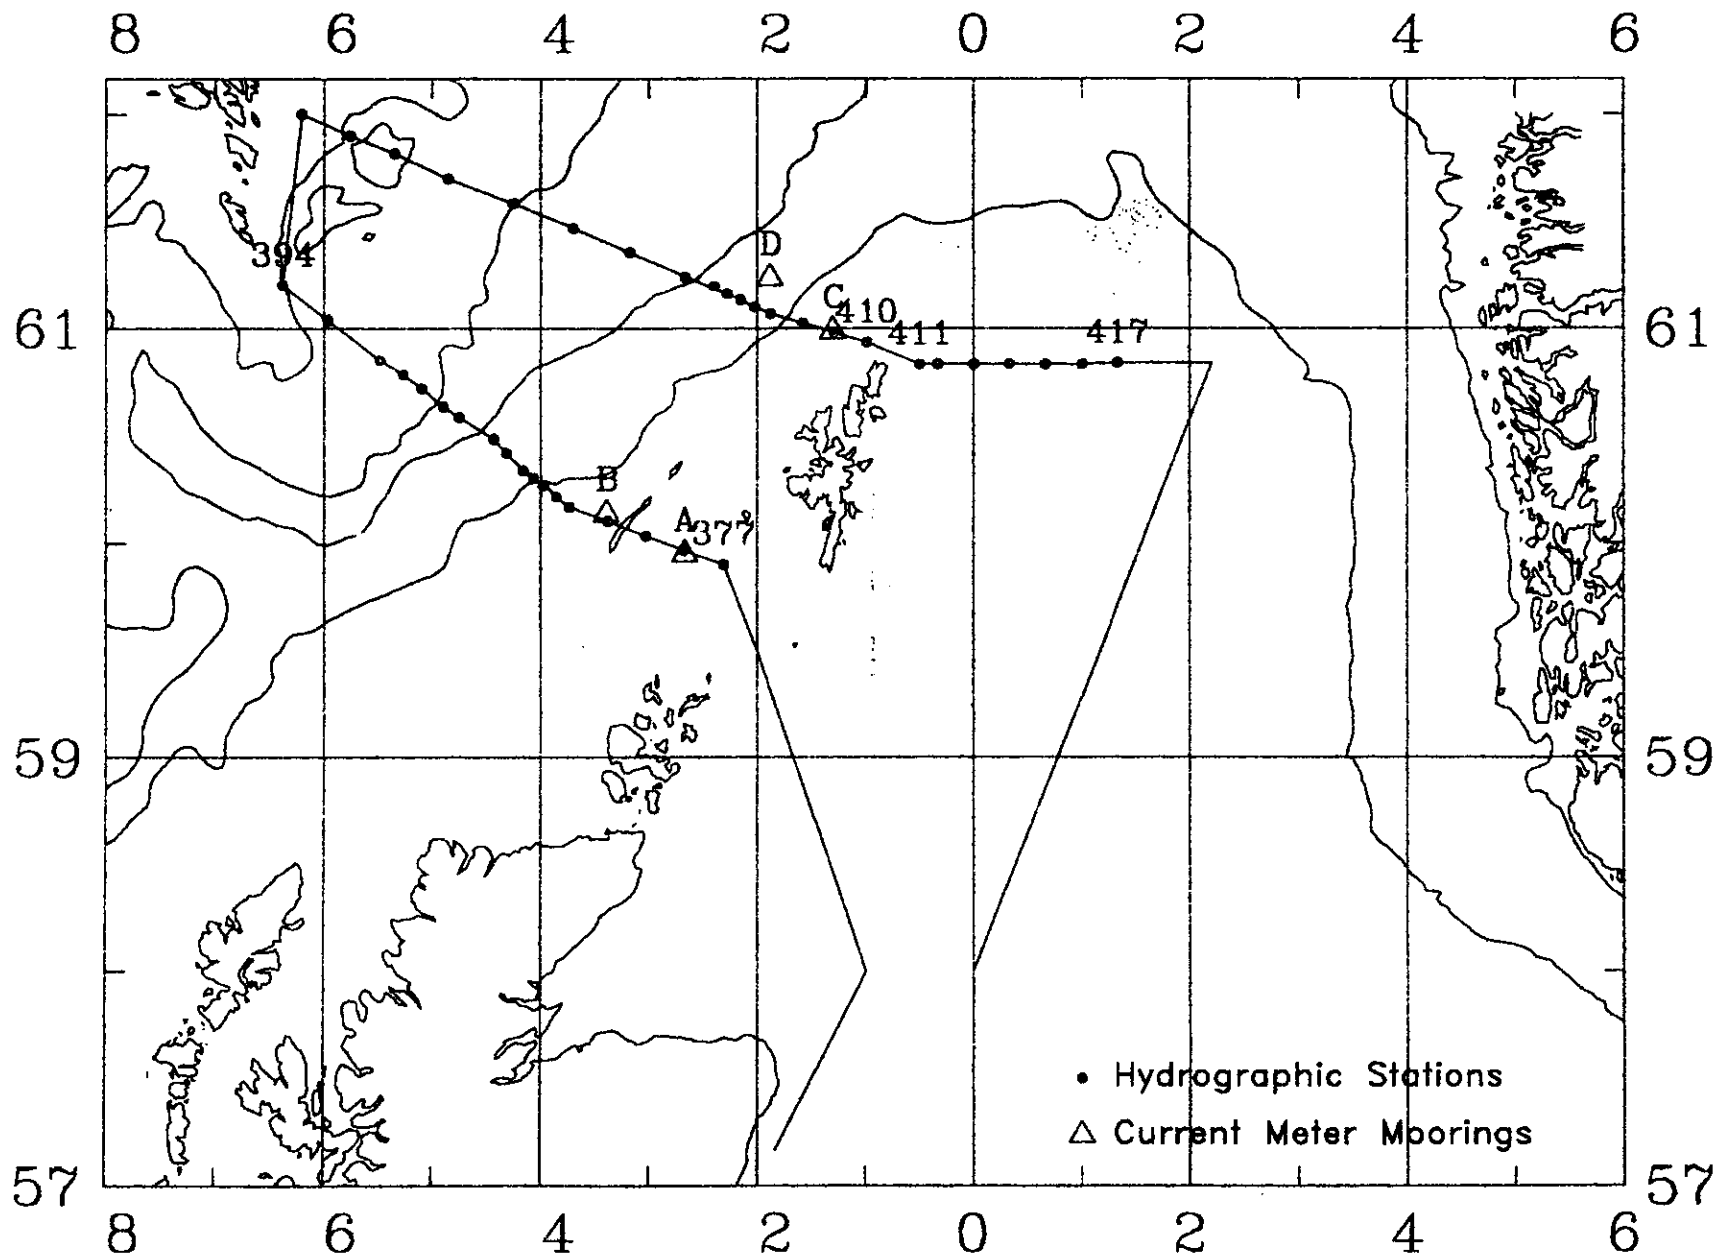 8 6 4 2 0 2 4 6
D
394
C
410
61 411 417 61
B
A
377
59 59
Hydrographic Stations
Current Meter Moorings
57 57
8 6 4 2 0 2 4 6